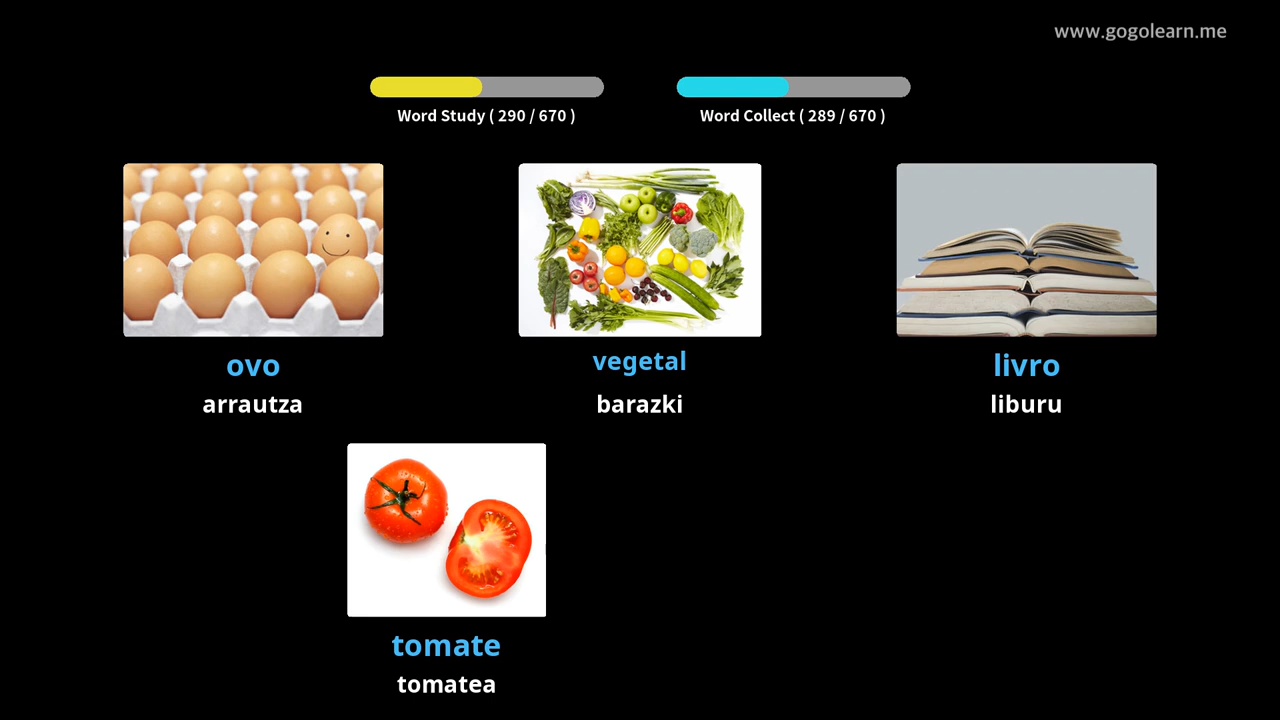 www.gogolearn.me
Word Study ( 290 / 670 )
Word Collect ( 289 / 670 )
ovo
arrautza
vegetal
barazki
livro
liburu
tomate
tomatea